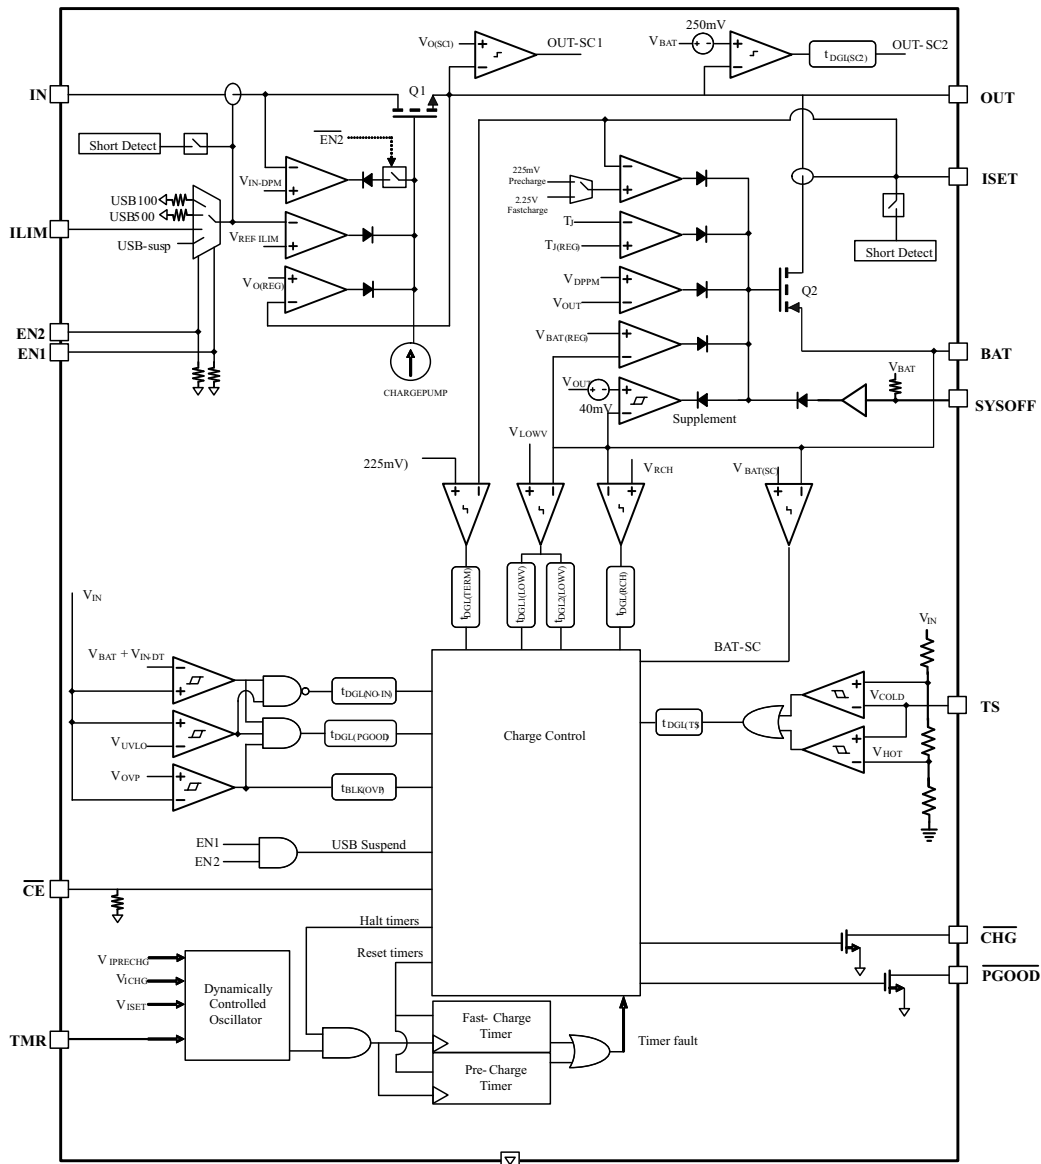 250mV
VO(SC1)
OUT-SC1
VBAT
tDGL(SC2)
OUT-SC2
IN
Q1
OUT
EN2
Short Detect
VIN-DPM
225mV
Precharge
2.25V
Fastcharge
ISET
USB100
USB500
ILIM
USB-susp
VREF-ILIM
TJ
TJ(REG)
Short Detect
VO(REG)
VDPPM
VOUT
Q2
EN2
EN1
VBAT(REG)
BAT
VBAT
CHARGEPUMP
VOUT
40mV
Supplement
SYSOFF
VLOWV
225mV)
VRCH
VBAT(SC)
tDGL(TERM)
tDGL1(LOWV)
tDGL2(LOWV)
tDGL(RCH)
VIN
BAT-SC
VIN
VBAT + VIN-DT
tDGL(NO-IN)
VUVLO
tDGL(PGOOD)
Charge Control
tDGL(TS)
VCOLD
TS
VHOT
VOVP
tBLK(OVP)
EN1
EN2
USB Suspend
CE
Halt timers
Reset timers
CHG
PGOOD
VIPRECHG
VICHG
VISET
Dynamically
Controlled
Oscillator
TMR
Fast- Charge
Timer
Pre- Charge
Timer
Timer fault